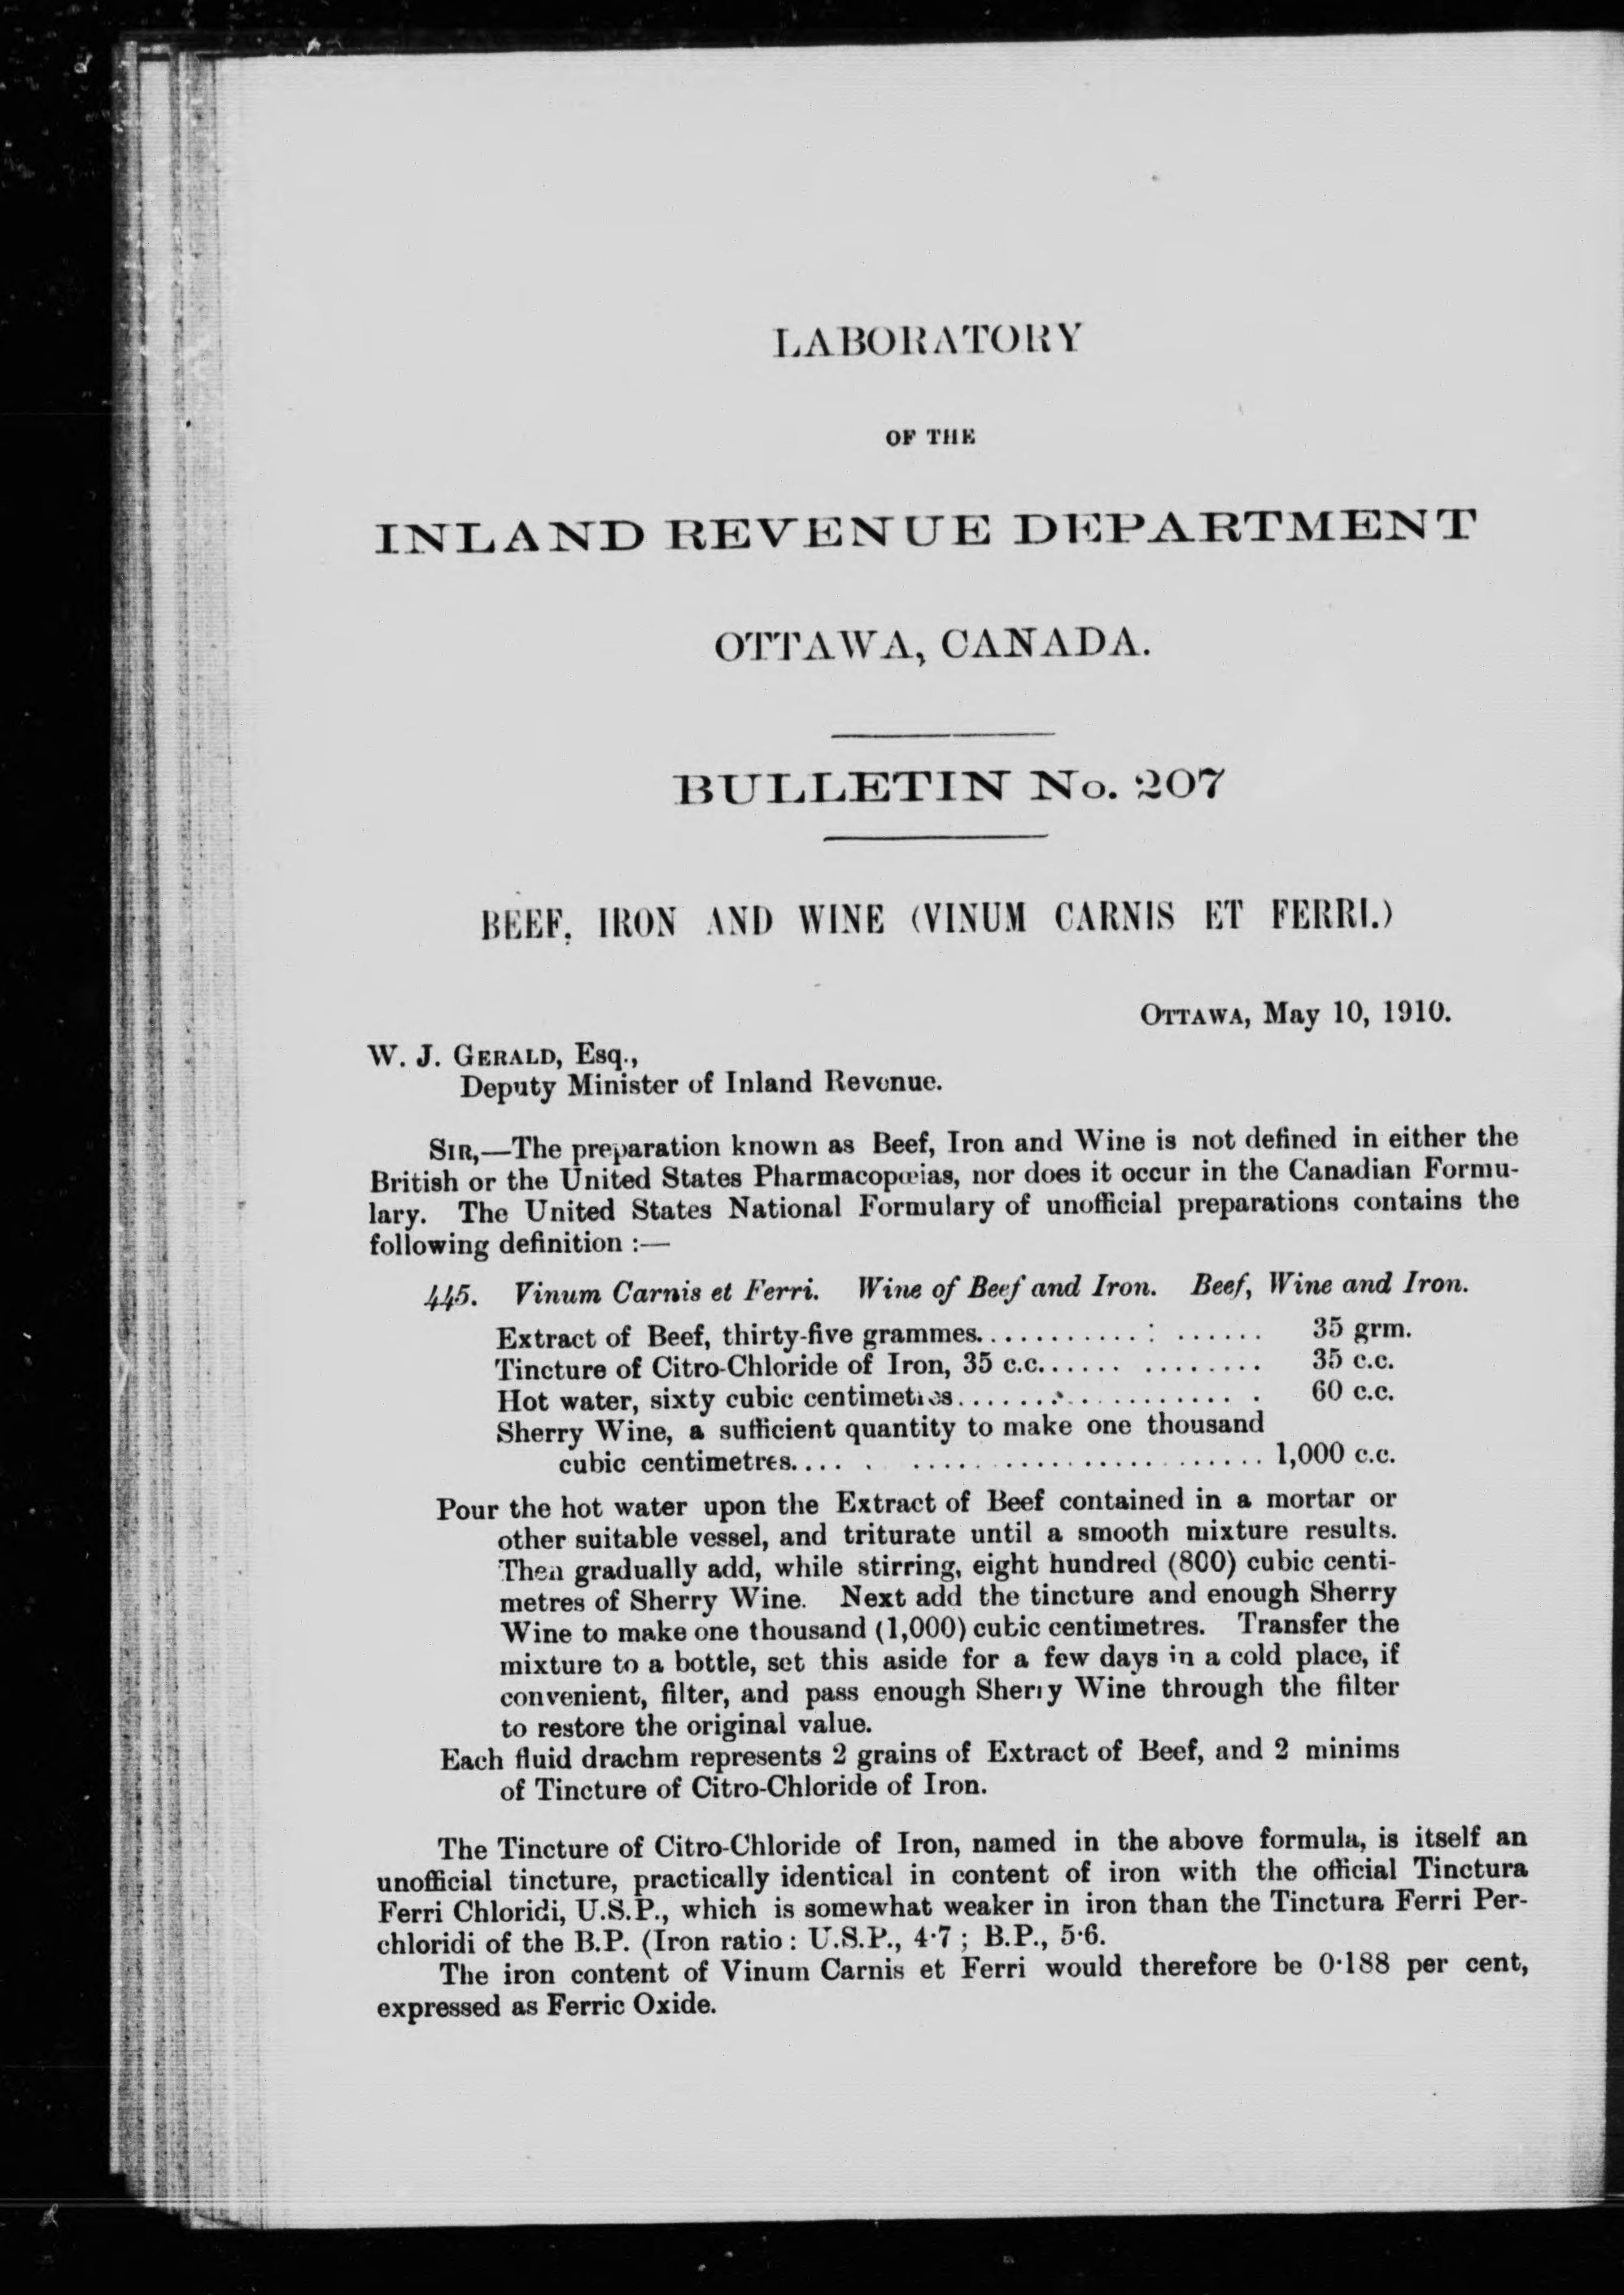 LABORATORY
OF THE
INLAND REVENUE DEPARTMENT
OTTAWA, CANADA.
BULLETIN No. 207
BEEF, IRON AND WINE (VINUM CARNIS ET FERRI.)
OTTAWA, May 10, 1910.
W. J. GERALD, Esq.,
Deputy Minister of Inland Revenue.
SIR,—The preparation known as Beef, Iron and Wine is not defined in either the
British or the United States Pharmacopœias, nor does it occur in the Canadian Formu-
lary. The United States National Formulary of unofficial preparations contains the
following definition :—
445. Vinum Carnis et Ferri. Wine of Beef and Iron. Beef, Wine and Iron.
Extract of Beef, thirty-five grammes. . . . . . . . . . . . : . . . . . . 35 grm.
Tincture of Citro-Chloride of Iron, 35 c.c. . . . . . . . . . . . . . 35 c.c.
Hot water, sixty cubic centimetres. . . . . . . . . . . . . . . . . . 60 c.c.
Sherry Wine, a sufficient quantity to make one thousand
cubic centimetres. . . . . . . . . . . . . . . . . . . . . . . . . . . . . 1,000 c.c.
Pour the hot water upon the Extract of Beef contained in a mortar or
other suitable vessel, and triturate until a smooth mixture results.
Then gradually add, while stirring, eight hundred (800) cubic centi-
metres of Sherry Wine. Next add the tincture and enough Sherry
Wine to make one thousand (1,000) cubic centimetres. Transfer the
mixture to a bottle, set this aside for a few days in a cold place, if
convenient, filter, and pass enough Sherry Wine through the filter
to restore the original value.
Each fluid drachm represents 2 grains of Extract of Beef, and 2 minims
of Tincture of Citro-Chloride of Iron.
The Tincture of Citro-Chloride of Iron, named in the above formula, is itself an
unofficial tincture, practically identical in content of iron with the official Tinctura
Ferri Chloridi, U.S.P., which is somewhat weaker in iron than the Tinctura Ferri Per-
chloridi of the B.P. (Iron ratio : U.S.P., 4·7 ; B.P., 5·6.
The iron content of Vinum Carnis et Ferri would therefore be 0·188 per cent,
expressed as Ferric Oxide.